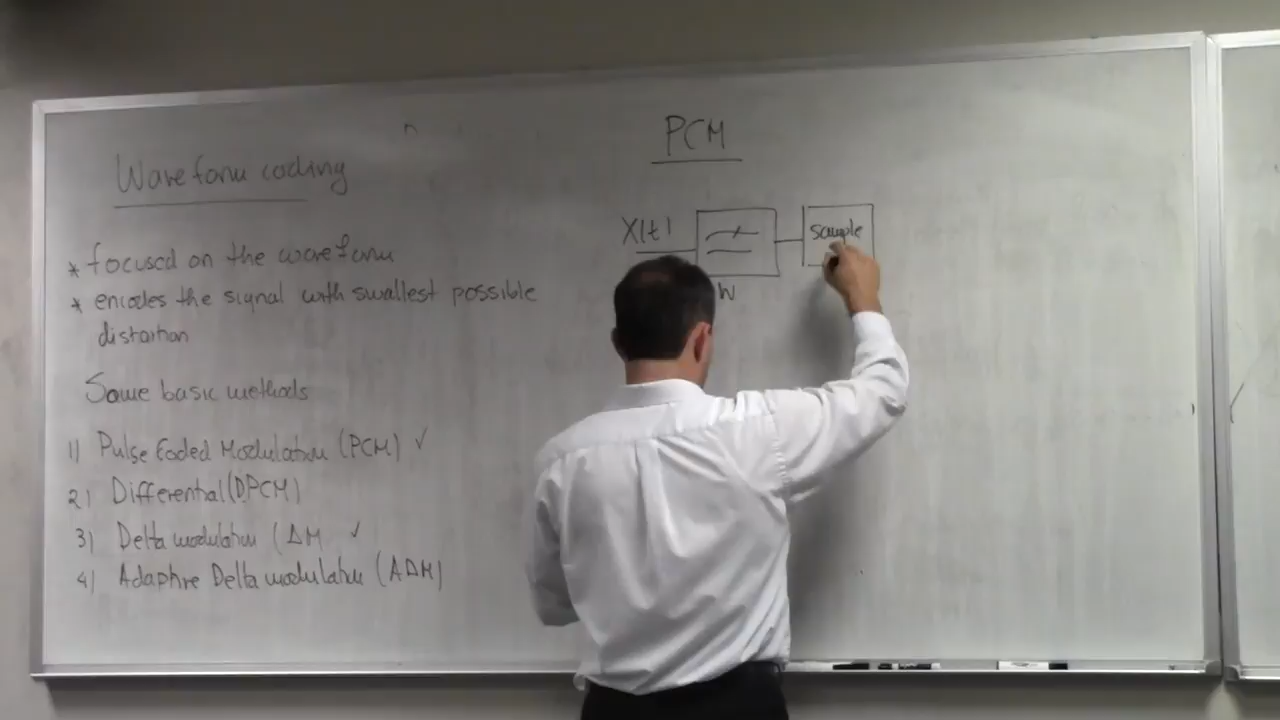 Waveform coding
* focused on the waveform
* encodes the signal with smallest possible
distortion
Some basic methods
1) Pulse Coded Modulation (PCM) ✓
2) Differential (DPCM)
3) Delta modulation (ΔM ✓
4) Adaptive Delta modulation (AΔM)
PCM
X(t)
sample
W